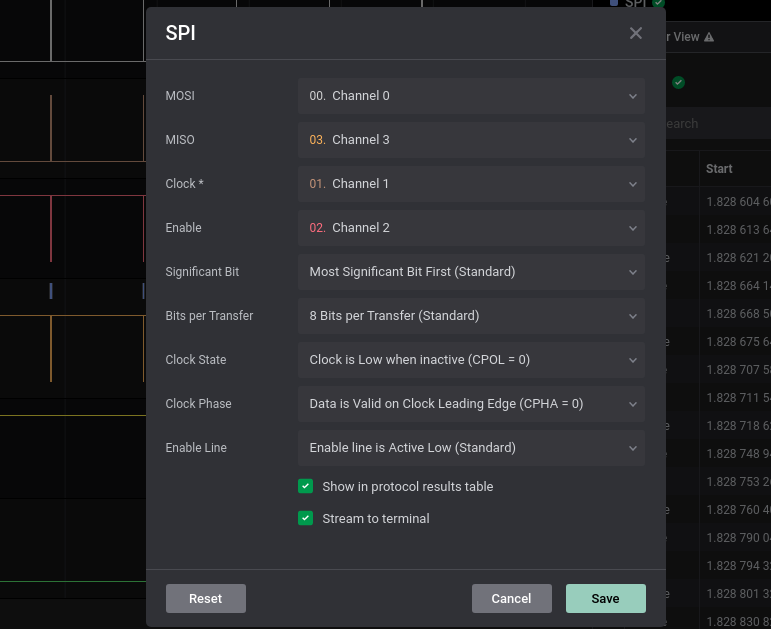 SPI
SPI
r View
MOSI
00. Channel 0
MISO
03. Channel 3
earch
Clock *
01. Channel 1
Start
Enable
02. Channel 2
1.828 604 6
1.828 613 6
Significant Bit
Most Significant Bit First (Standard)
1.828 621 2
1.828 664 1
Bits per Transfer
8 Bits per Transfer (Standard)
1.828 668 5
1.828 675 6
Clock State
Clock is Low when inactive (CPOL = 0)
1.828 707 5
Clock Phase
Data is Valid on Clock Leading Edge (CPHA = 0)
1.828 711 5
1.828 718 6
Enable Line
Enable line is Active Low (Standard)
1.828 748 9
1.828 753 2
Show in protocol results table
1.828 760 4
Stream to terminal
1.828 790 0
1.828 794 3
1.828 801 3
Reset
Cancel
Save
1.828 830 8